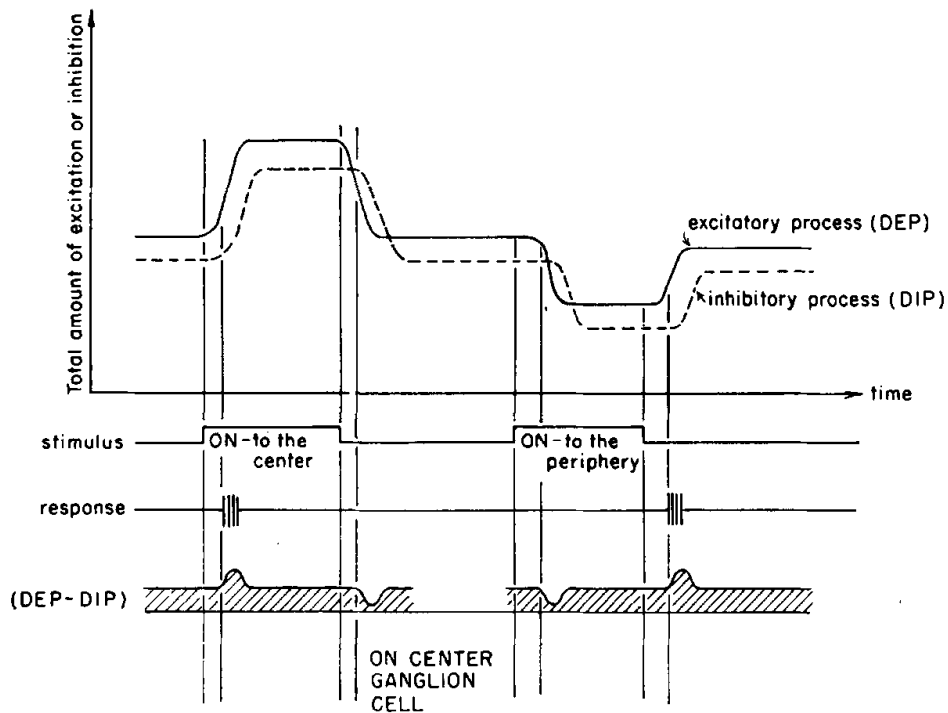 Total amount of excitation or inhibition
excitatory process (DEP)
inhibitory process (DIP)
time
stimulus
ON-to the
center
ON-to the
periphery
response
(DEP-DIP)
ON CENTER
GANGLION
CELL